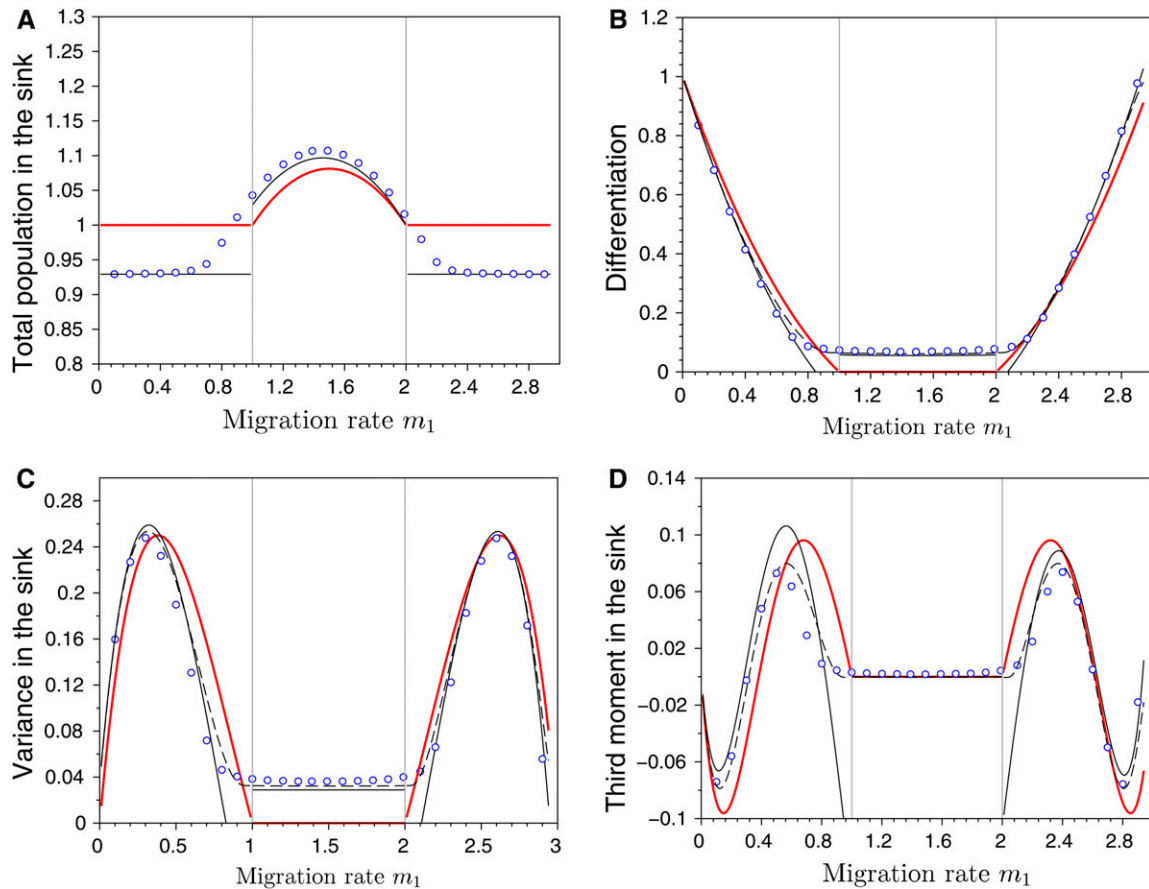 A
Total population in the sink
1.3
1.25
1.2
1.15
1.1
1.05
1
0.95
0.9
0.85
0.8
0 0.4 0.8 1.2 1.6 2 2.4 2.8
Migration rate m₁
B
Differentiation
1.2
1
0.8
0.6
0.4
0.2
0
0 0.4 0.8 1.2 1.6 2 2.4 2.8
Migration rate m₁
C
Variance in the sink
0.28
0.24
0.20
0.16
0.12
0.08
0.04
0
0 0.5 1 1.5 2 2.5 3
Migration rate m₁
D
Third moment in the sink
0.14
0.1
0.06
0.02
−0.02
−0.06
−0.1
0 0.4 0.8 1.2 1.6 2 2.4 2.8
Migration rate m₁